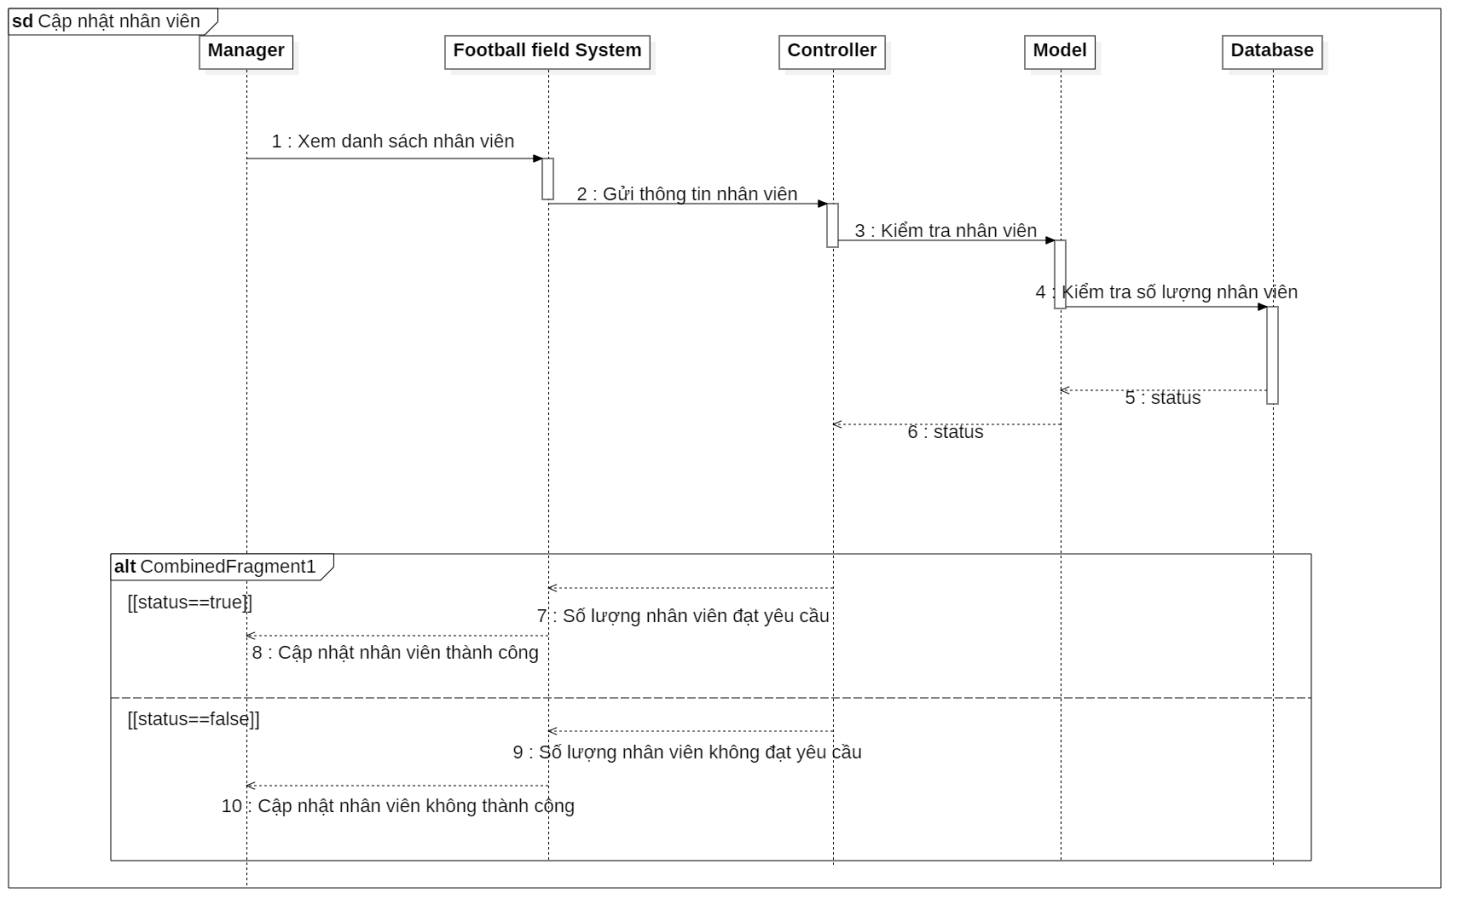 sd Cập nhật nhân viên
Manager
Football field System
Controller
Model
Database
1 : Xem danh sách nhân viên
2 : Gửi thông tin nhân viên
3 : Kiểm tra nhân viên
4 : Kiểm tra số lượng nhân viên
5 : status
6 : status
alt CombinedFragment1
[[status==true]]
7 : Số lượng nhân viên đạt yêu cầu
8 : Cập nhật nhân viên thành công
[[status==false]]
9 : Số lượng nhân viên không đạt yêu cầu
10 : Cập nhật nhân viên không thành công